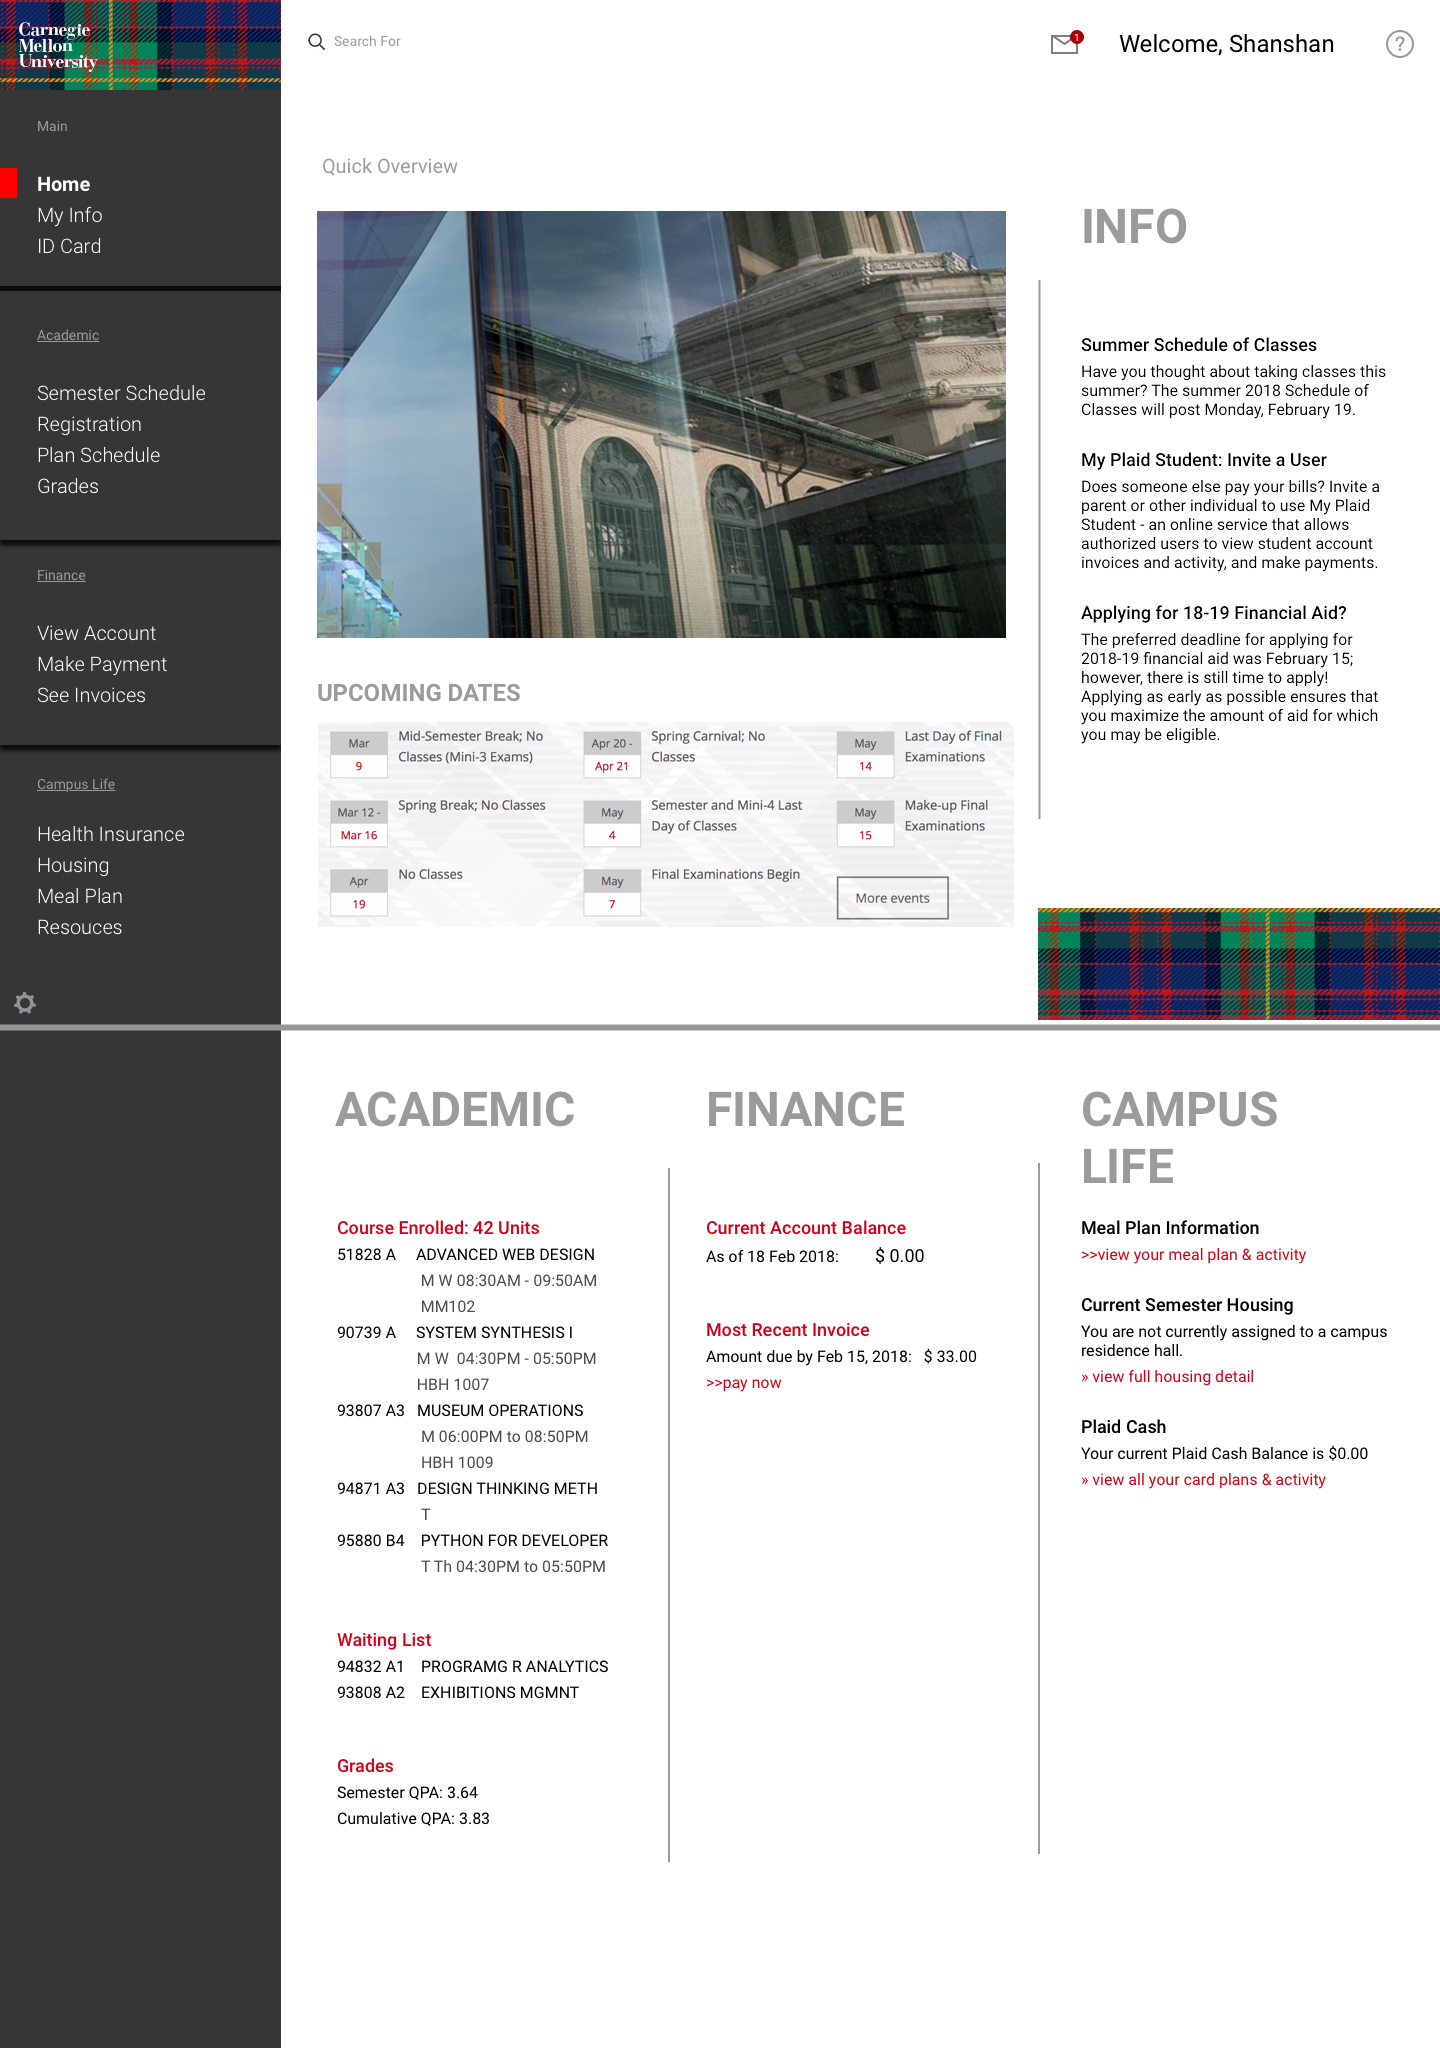 Carnegie
Mellon
University
Search For
1
Welcome, Shanshan
?
Main
Home
My Info
ID Card
Academic
Semester Schedule
Registration
Plan Schedule
Grades
Finance
View Account
Make Payment
See Invoices
Campus Life
Health Insurance
Housing
Meal Plan
Resouces
Quick Overview
UPCOMING DATES
Mar
9
Mid-Semester Break; No
Classes (Mini-3 Exams)
Apr 20 -
Apr 21
Spring Carnival; No
Classes
May
14
Last Day of Final
Examinations
Mar 12 -
Mar 16
Spring Break; No Classes
May
4
Semester and Mini-4 Last
Day of Classes
May
15
Make-up Final
Examinations
Apr
19
No Classes
May
7
Final Examinations Begin
More events
INFO
Summer Schedule of Classes
Have you thought about taking classes this
summer? The summer 2018 Schedule of
Classes will post Monday, February 19.
My Plaid Student: Invite a User
Does someone else pay your bills? Invite a
parent or other individual to use My Plaid
Student - an online service that allows
authorized users to view student account
invoices and activity, and make payments.
Applying for 18-19 Financial Aid?
The preferred deadline for applying for
2018-19 financial aid was February 15;
however, there is still time to apply!
Applying as early as possible ensures that
you maximize the amount of aid for which
you may be eligible.
ACADEMIC
Course Enrolled: 42 Units
51828 A ADVANCED WEB DESIGN
M W 08:30AM - 09:50AM
MM102
90739 A SYSTEM SYNTHESIS I
M W 04:30PM - 05:50PM
HBH 1007
93807 A3 MUSEUM OPERATIONS
M 06:00PM to 08:50PM
HBH 1009
94871 A3 DESIGN THINKING METH
T
95880 B4 PYTHON FOR DEVELOPER
T Th 04:30PM to 05:50PM
Waiting List
94832 A1 PROGRAMG R ANALYTICS
93808 A2 EXHIBITIONS MGMNT
Grades
Semester QPA: 3.64
Cumulative QPA: 3.83
FINANCE
Current Account Balance
As of 18 Feb 2018: $ 0.00
Most Recent Invoice
Amount due by Feb 15, 2018: $ 33.00
>>pay now
CAMPUS
LIFE
Meal Plan Information
>>view your meal plan & activity
Current Semester Housing
You are not currently assigned to a campus
residence hall.
» view full housing detail
Plaid Cash
Your current Plaid Cash Balance is $0.00
» view all your card plans & activity